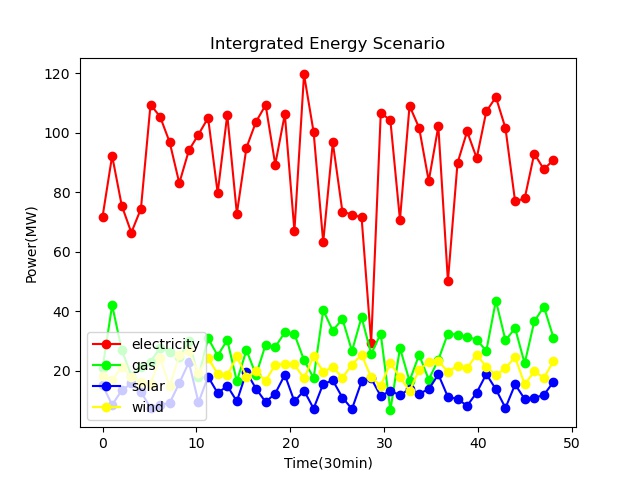 Intergrated Energy Scenario
Power(MW)
120
100
80
60
40
20
electricity
gas
solar
wind
0
10
20
30
40
50
Time(30min)